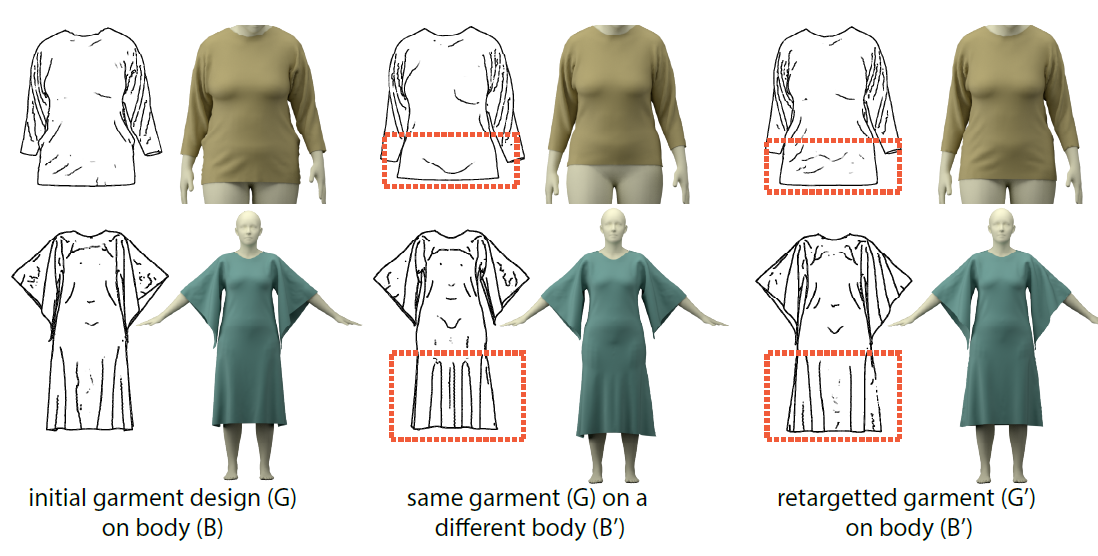 initial garment design (G)
on body (B)
same garment (G) on a
different body (B’)
retargetted garment (G’)
on body (B’)